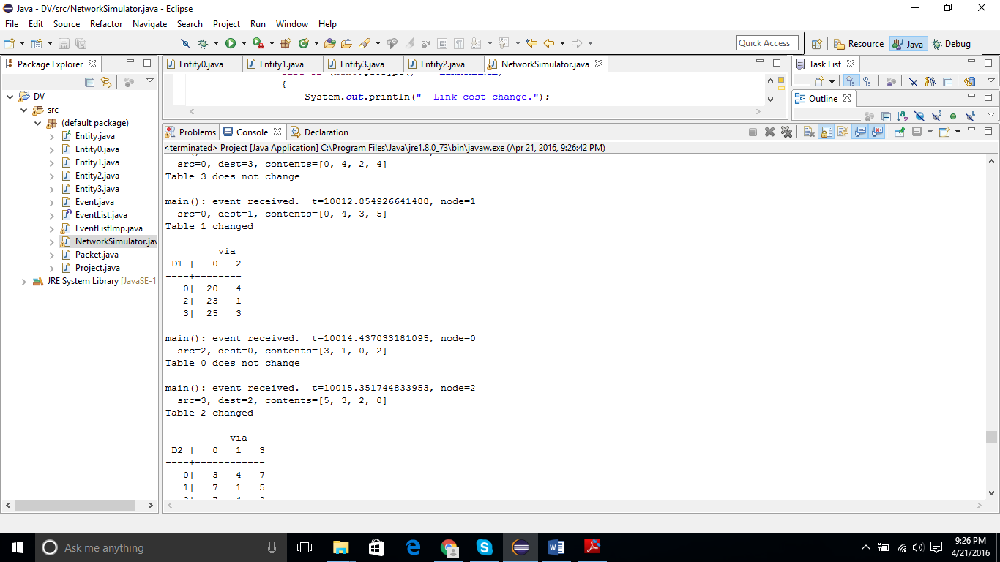 Java - DV/src/NetworkSimulator.java - Eclipse
File Edit Source Refactor Navigate Search Project Run Window Help
Quick Access Resource Java Debug
Package Explorer
DV
src
(default package)
Entity.java
Entity0.java
Entity1.java
Entity2.java
Entity3.java
Event.java
EventList.java
EventListImp.java
NetworkSimulator.jav
Packet.java
Project.java
JRE System Library [JavaSE-1
Entity0.java Entity1.java Entity3.java Entity2.java NetworkSimulator.java
{
System.out.println("  Link cost change.");
Task List
Outline
Problems Console Declaration
<terminated> Project [Java Application] C:\Program Files\Java\jre1.8.0_73\bin\javaw.exe (Apr 21, 2016, 9:26:42 PM)
src=0, dest=3, contents=[0, 4, 2, 4]
Table 3 does not change
main(): event received.  t=10012.854926641488, node=1
src=0, dest=1, contents=[0, 4, 3, 5]
Table 1 changed
via
D1 |   0   2
----+--------
0|  20   4
2|  23   1
3|  25   3
main(): event received.  t=10014.437033181095, node=0
src=2, dest=0, contents=[3, 1, 0, 2]
Table 0 does not change
main(): event received.  t=10015.351744833953, node=2
src=3, dest=2, contents=[5, 3, 2, 0]
Table 2 changed
via
D2 |   0   1   3
----+------------
0|   3   4   7
1|   7   1   5
Ask me anything
9:26 PM
4/21/2016